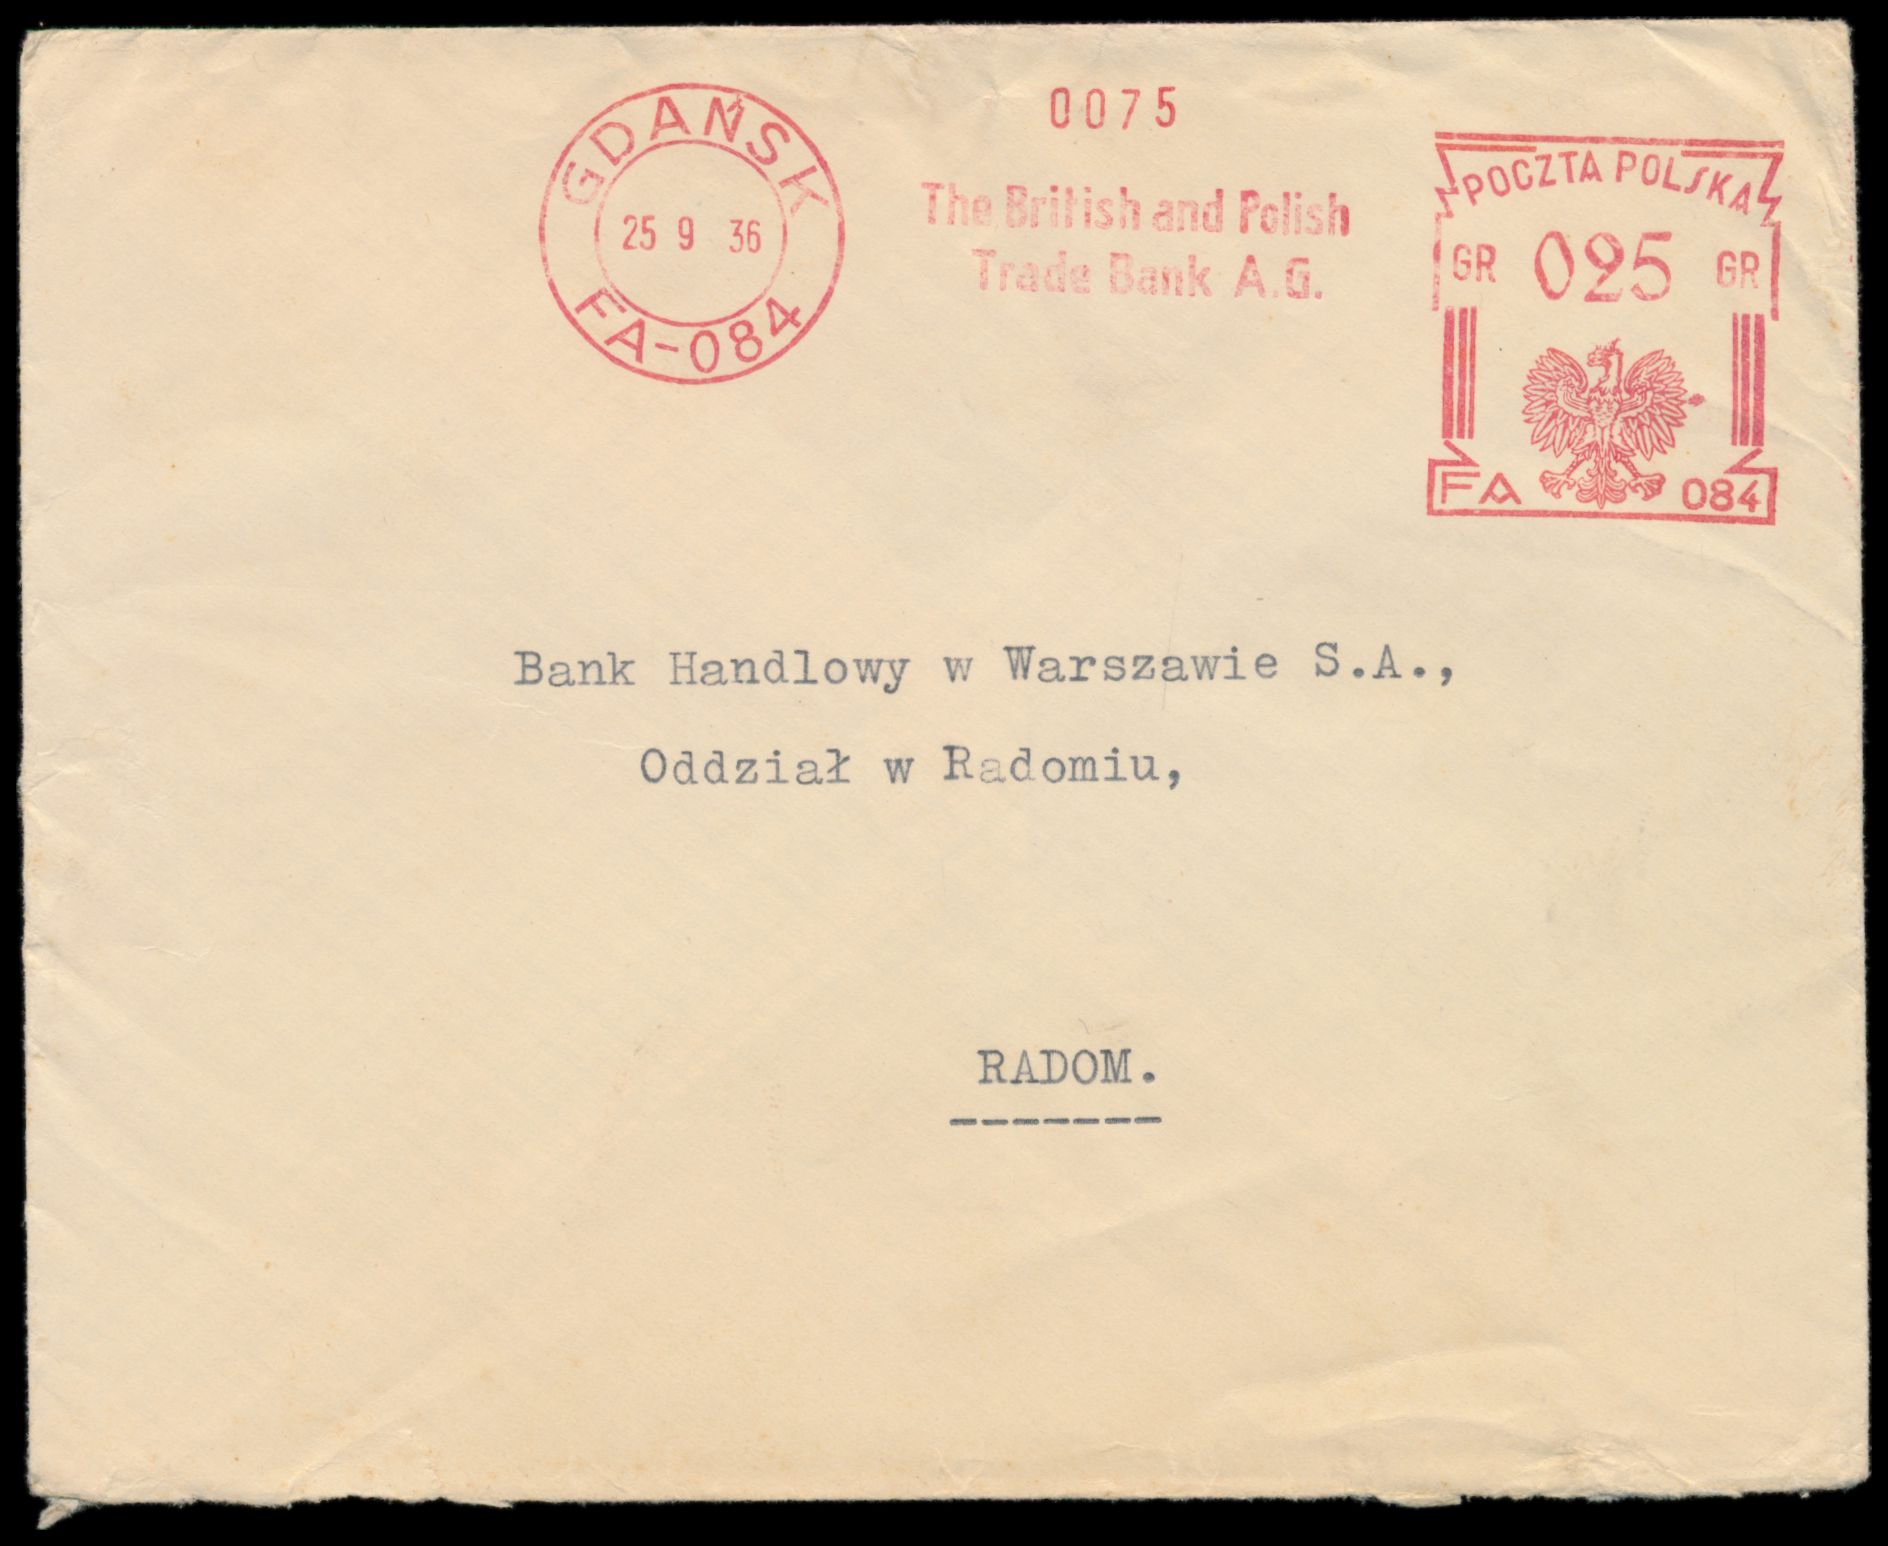 GDAŃSK
25 9 36
FA-084
0075
The British and Polish
Trade Bank A.G.
POCZTA POLSKA
GR 025 GR
FA 084
Bank Handlowy w Warszawie S.A.,
Oddział w Radomiu,
RADOM.
-------